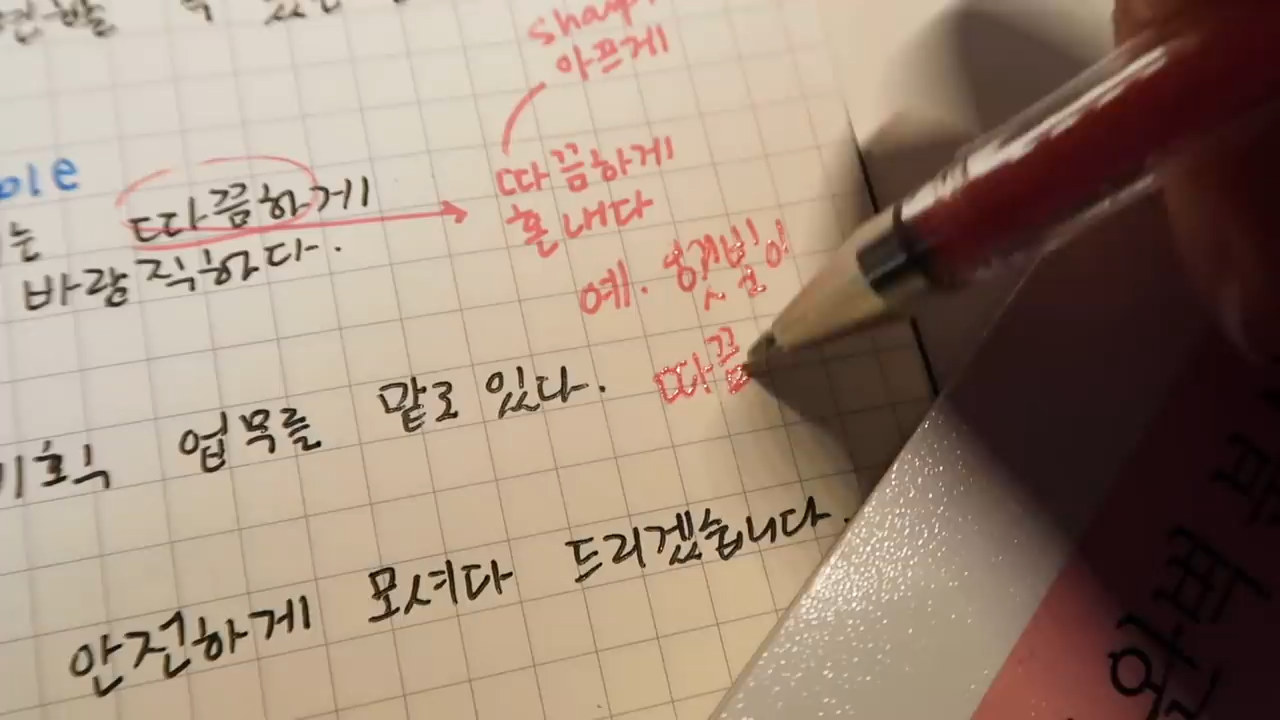 sharp
아프게
따끔하게
혼내다
예. 햇빛이
따끔
ple
는 따끔하게
바람직하다.
기획 업무를 맡고 있다.
안전하게 모셔다 드리겠습니다.